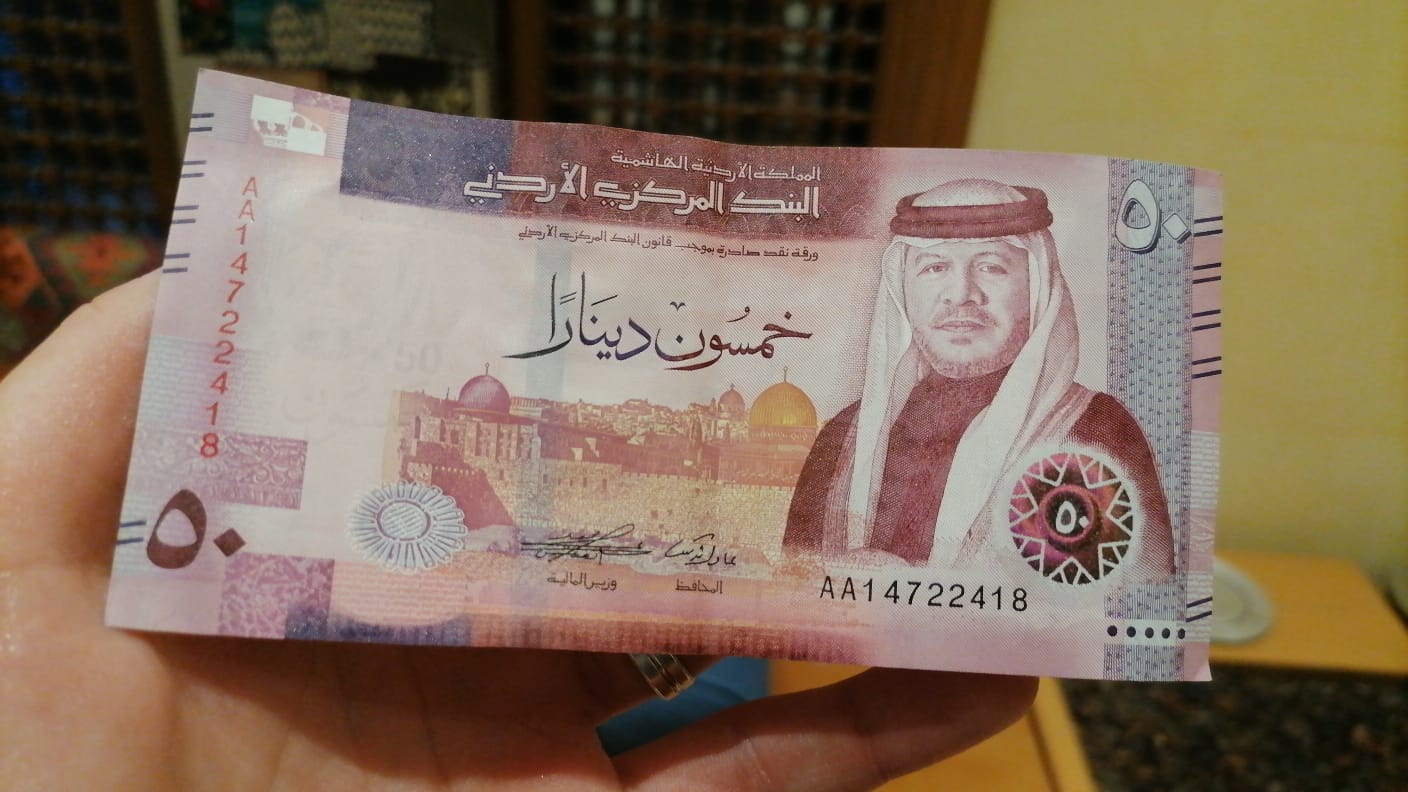 المملكة الأردنية الهاشمية
البنك المركزي الأردني
ورقة نقد صادرة بموجب قانون البنك المركزي الأردني
٥٠
AA14722418
خمسون دينارًا
50
المحافظ
وزير المالية
AA14722418
٥٠
٥٠